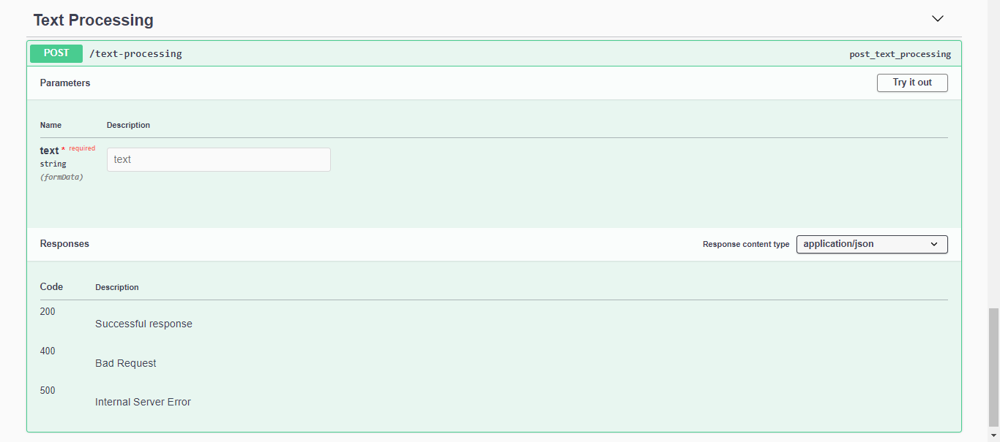 Text Processing
POST /text-processing post_text_processing
Parameters Try it out
Name Description
text * required
string
(formData)
text
Responses Response content type application/json
Code Description
200
Successful response
400
Bad Request
500
Internal Server Error